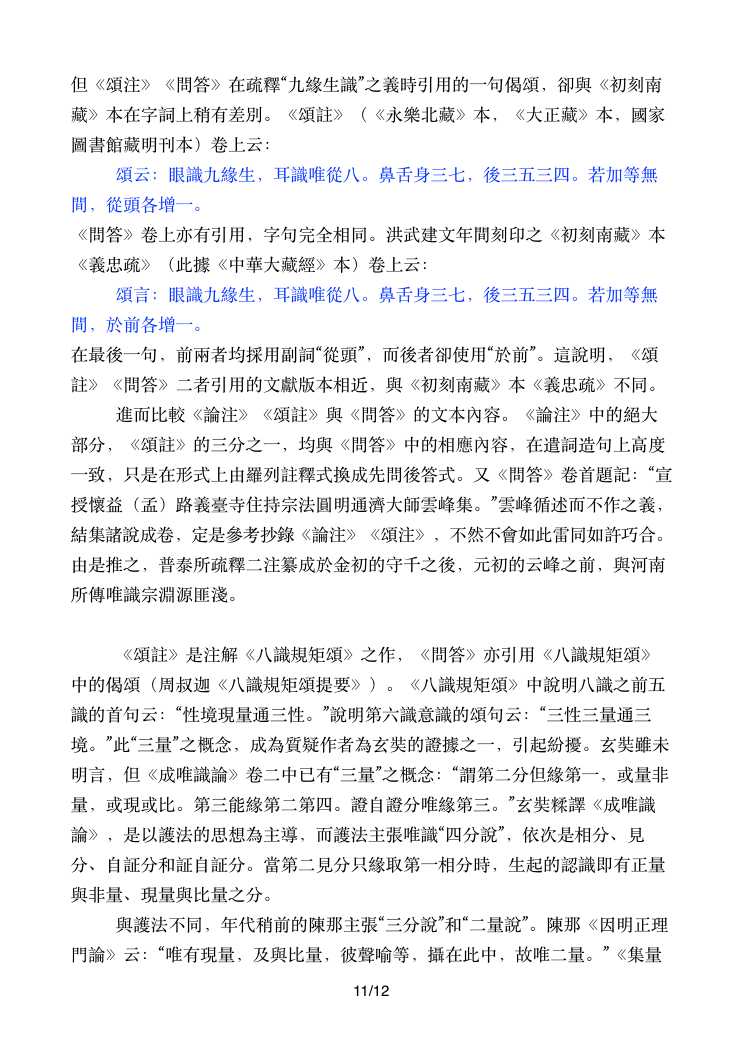 但《頌注》《問答》在疏釋“九緣生識”之義時引用的一句偈頌，卻與《初刻南
藏》本在字詞上稍有差別。《頌註》（《永樂北藏》本，《大正藏》本，國家
圖書館藏明刊本）卷上云：
頌云：眼識九緣生，耳識唯從八。鼻舌身三七，後三五三四。若加等無
間，從頭各增一。
《問答》卷上亦有引用，字句完全相同。洪武建文年間刻印之《初刻南藏》本
《義忠疏》（此據《中華大藏經》本）卷上云：
頌言：眼識九緣生，耳識唯從八。鼻舌身三七，後三五三四。若加等無
間，於前各增一。
在最後一句，前兩者均採用副詞“從頭”，而後者卻使用“於前”。這說明，《頌
註》《問答》二者引用的文獻版本相近，與《初刻南藏》本《義忠疏》不同。
進而比較《論注》《頌註》與《問答》的文本內容。《論注》中的絕大
部分，《頌註》的三分之一，均與《問答》中的相應內容，在遣詞造句上高度
一致，只是在形式上由羅列註釋式換成先問後答式。又《問答》卷首題記：“宣
授懷益（孟）路義臺寺住持宗法圓明通濟大師雲峰集。”雲峰循述而不作之義，
結集諸說成卷，定是參考抄錄《論注》《頌注》，不然不會如此雷同如許巧合。
由是推之，普泰所疏釋二注纂成於金初的守千之後，元初的云峰之前，與河南
所傳唯識宗淵源匪淺。
《頌註》是注解《八識規矩頌》之作，《問答》亦引用《八識規矩頌》
中的偈頌（周叔迦《八識規矩頌提要》）。《八識規矩頌》中說明八識之前五
識的首句云：“性境現量通三性。”說明第六識意識的頌句云：“三性三量通三
境。”此“三量”之概念，成為質疑作者為玄奘的證據之一，引起紛擾。玄奘雖未
明言，但《成唯識論》卷二中已有“三量”之概念：“謂第二分但緣第一，或量非
量，或現或比。第三能緣第二第四。證自證分唯緣第三。”玄奘糅譯《成唯識
論》，是以護法的思想為主導，而護法主張唯識“四分說”，依次是相分、見
分、自証分和証自証分。當第二見分只緣取第一相分時，生起的認識即有正量
與非量、現量與比量之分。
與護法不同，年代稍前的陳那主張“三分說”和“二量說”。陳那《因明正理
門論》云：“唯有現量，及與比量，彼聲喻等，攝在此中，故唯二量。”《集量
11/12